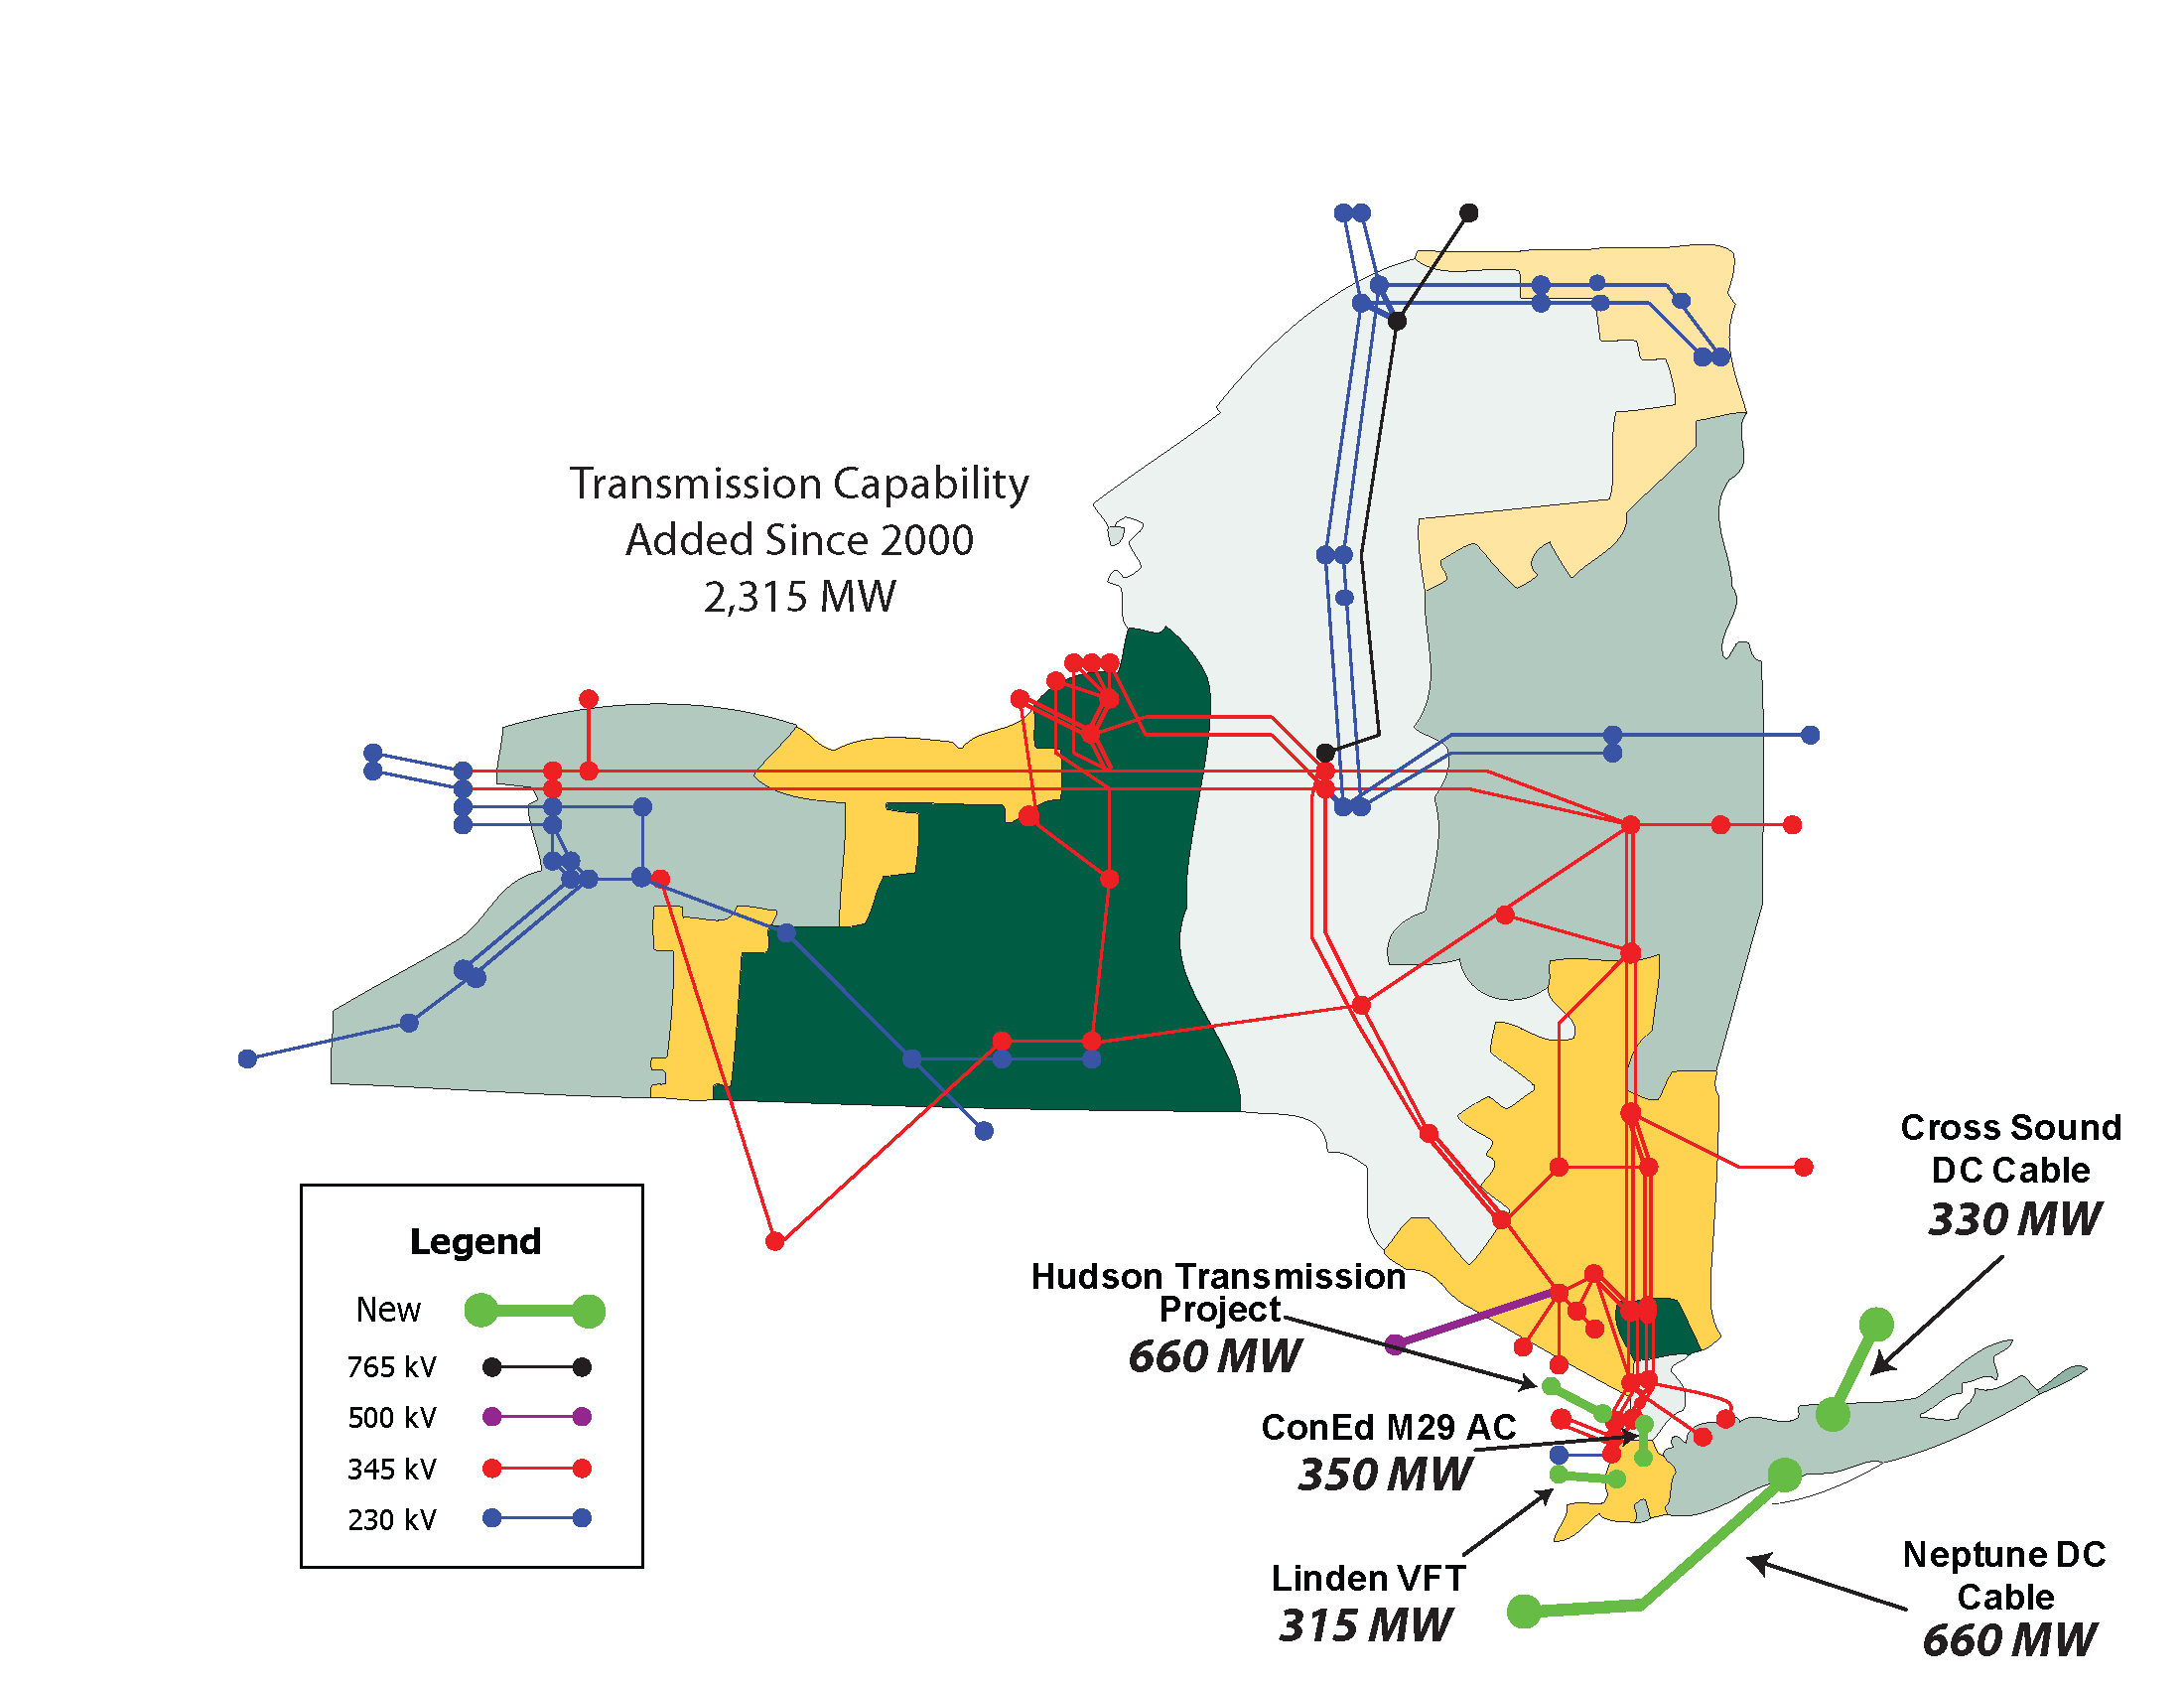 Transmission Capability
Added Since 2000
2,315 MW
Cross Sound
DC Cable
330 MW
Hudson Transmission
Project
660 MW
ConEd M29 AC
350 MW
Linden VFT
315 MW
Neptune DC
Cable
660 MW
Legend
New
765 kV
500 kV
345 kV
230 kV